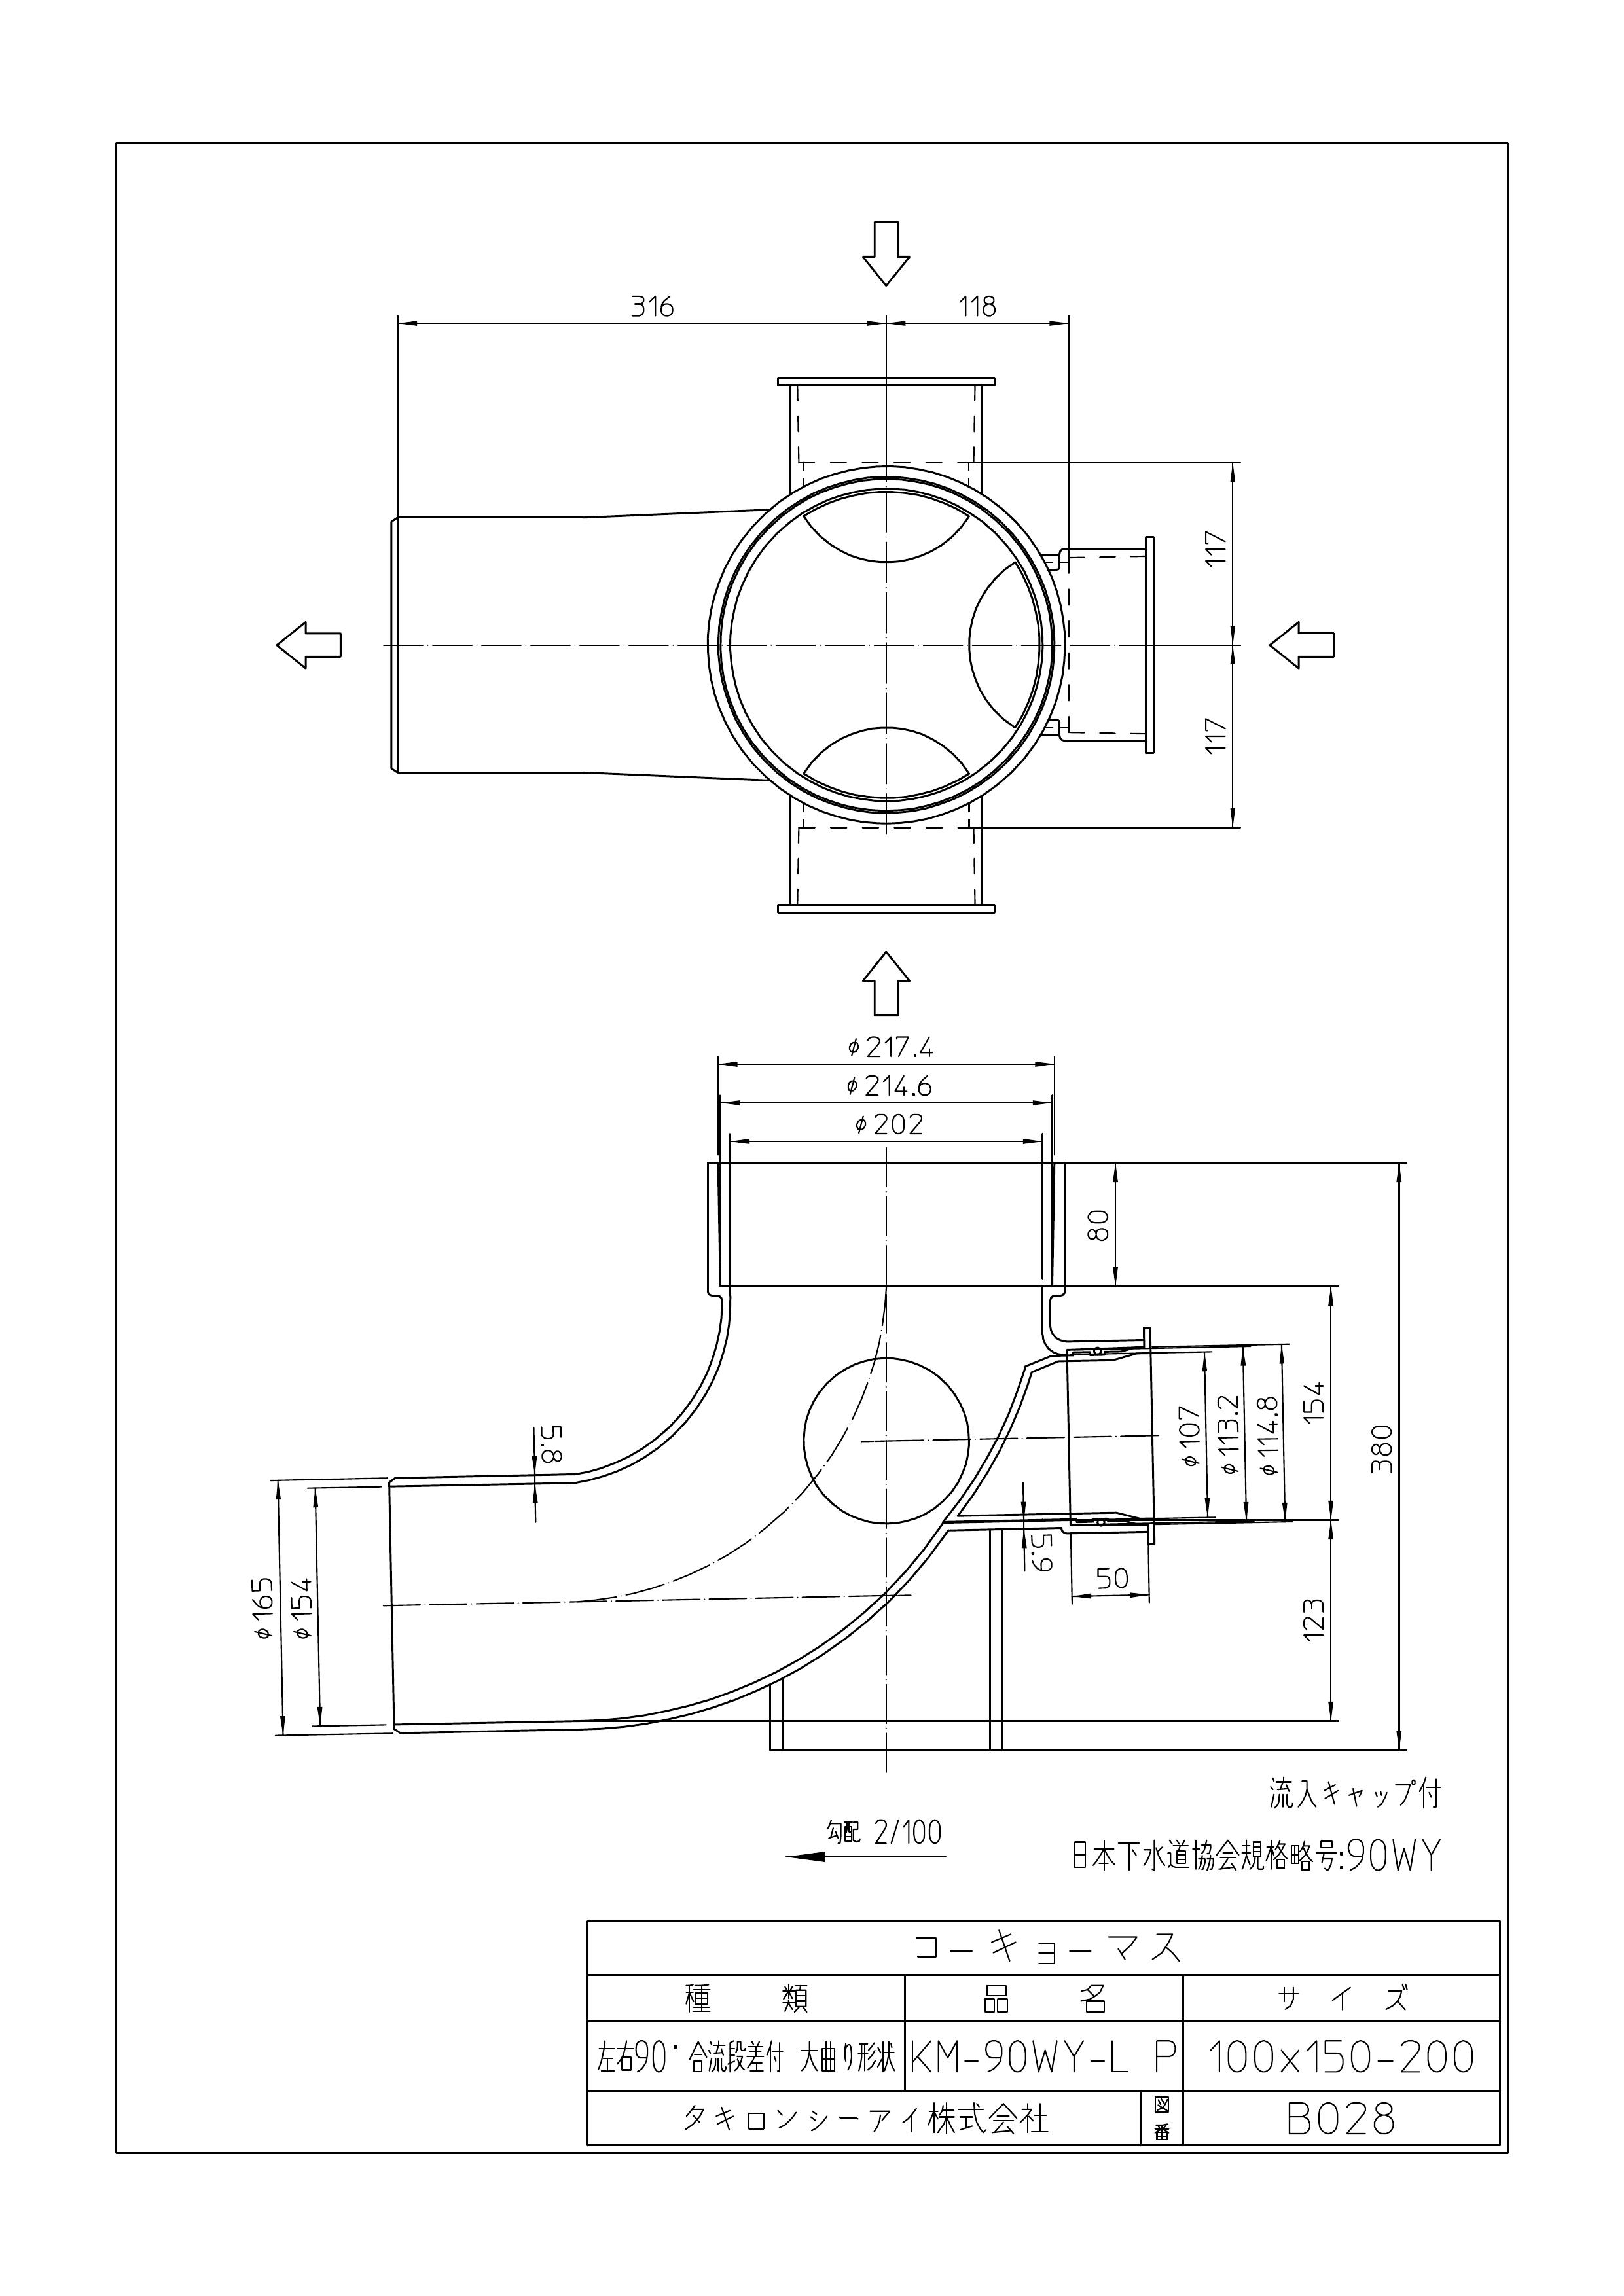 316
118
117
117
φ217.4
φ214.6
φ202
80
154
380
φ107
φ113.2
φ114.8
5.8
5.9
50
123
φ165
φ154
流入キャップ付
勾配 2/100
日本下水道協会規格略号:90WY
コーキョーマス
種類 品名 サイズ
左右90° 合流段差付 大曲り形状 KM-90WY-L P 100x150-200
タキロンシーアイ株式会社 図番 B028